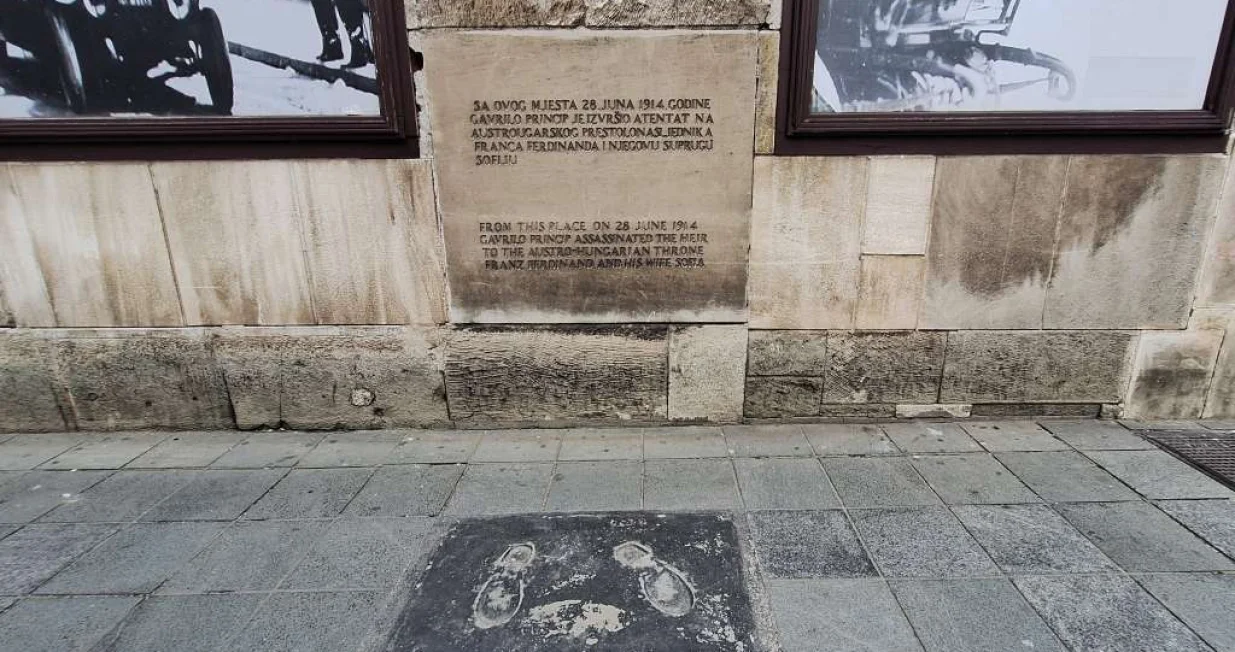 SA OVOG MJESTA 28. JUNA 1914. GODINE
GAVRILO PRINCIP JE IZVRŠIO ATENTAT NA
AUSTROUGARSKOG PRESTOLONASLJEDNIKA
FRANCA FERDINANDA I NJEGOVU SUPRUGU
SOFIJU
FROM THIS PLACE ON 28 JUNE 1914
GAVRILO PRINCIP ASSASSINATED THE HEIR
TO THE AUSTRO-HUNGARIAN THRONE
FRANZ FERDINAND AND HIS WIFE SOFIA